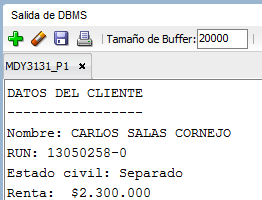 Salida de DBMS
Tamaño de Buffer: 20000
MDY3131_P1 ×
DATOS DEL CLIENTE
-----------------
Nombre: CARLOS SALAS CORNEJO
RUN: 13050258-0
Estado civil: Separado
Renta:  $2.300.000